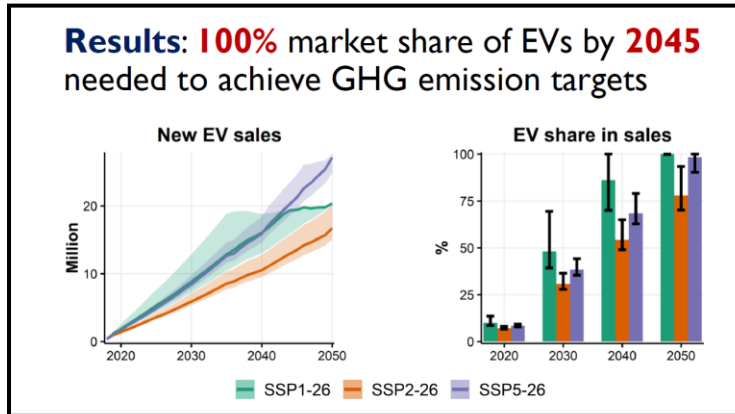 Results: 100% market share of EVs by 2045
needed to achieve GHG emission targets
New EV sales
Million
20
10
0
2020
2030
2040
2050
EV share in sales
%
100
75
50
25
0
2020
2030
2040
2050
SSP1-26
SSP2-26
SSP5-26